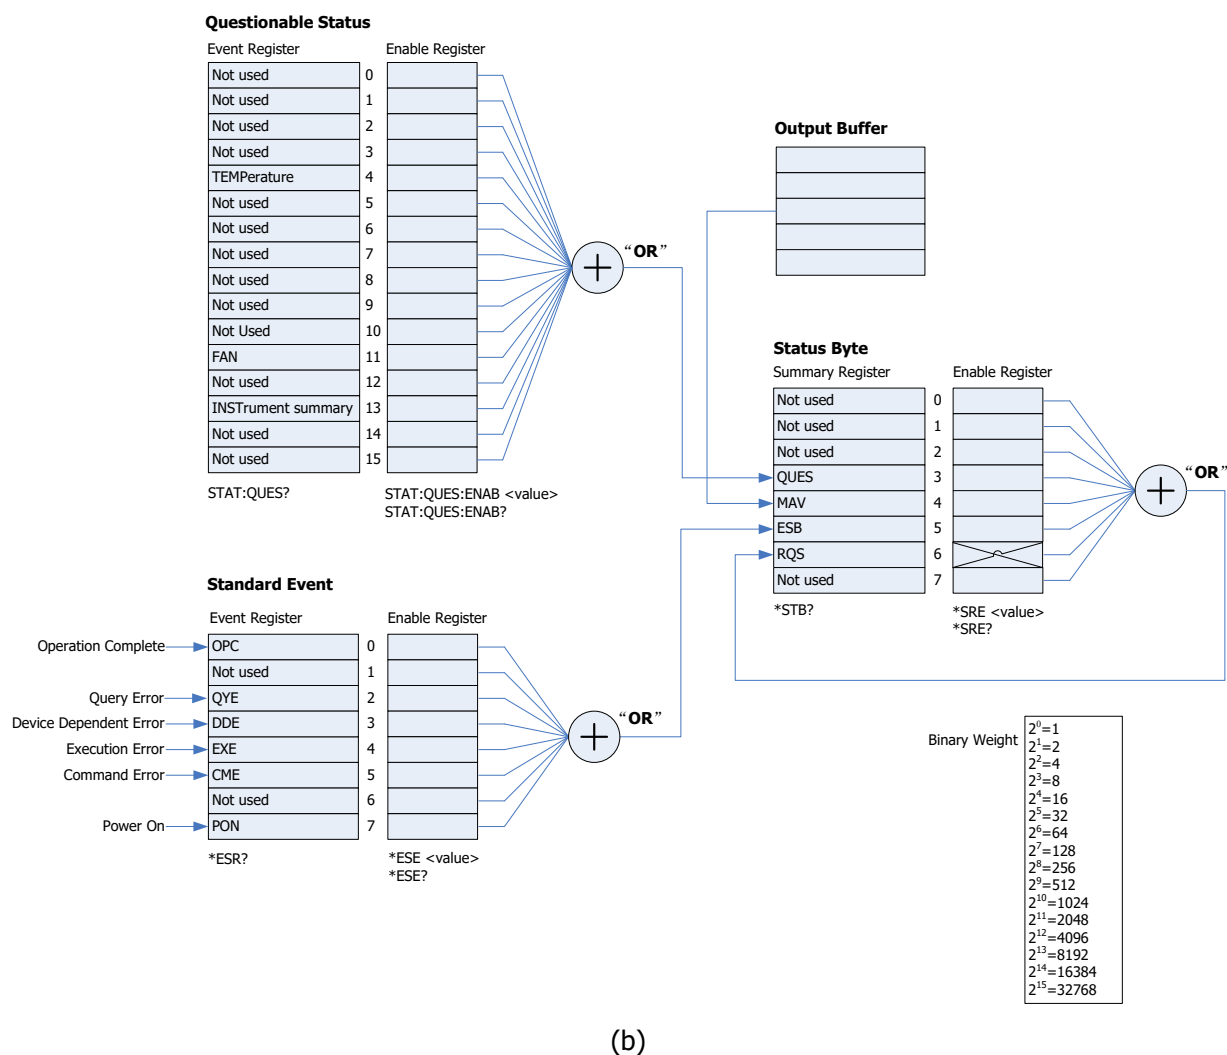 Questionable Status
Event Register Enable Register
Not used 0
Not used 1
Not used 2
Not used 3
TEMPerature 4
Not used 5
Not used 6
Not used 7
Not used 8
Not used 9
Not Used 10
FAN 11
Not used 12
INSTrument summary 13
Not used 14
Not used 15
STAT:QUES? STAT:QUES:ENAB <value>
STAT:QUES:ENAB?
+
“OR”
Output Buffer
Status Byte
Summary Register Enable Register
Not used 0
Not used 1
Not used 2
QUES 3
MAV 4
ESB 5
RQS 6
Not used 7
*STB? *SRE <value>
*SRE?
+
“OR”
Standard Event
Event Register Enable Register
Operation Complete OPC 0
Not used 1
Query Error QYE 2
Device Dependent Error DDE 3
Execution Error EXE 4
Command Error CME 5
Not used 6
Power On PON 7
*ESR? *ESE <value>
*ESE?
+
“OR”
Binary Weight
2⁰=1
2¹=2
2²=4
2³=8
2⁴=16
2⁵=32
2⁶=64
2⁷=128
2⁸=256
2⁹=512
2¹⁰=1024
2¹¹=2048
2¹²=4096
2¹³=8192
2¹⁴=16384
2¹⁵=32768
(b)